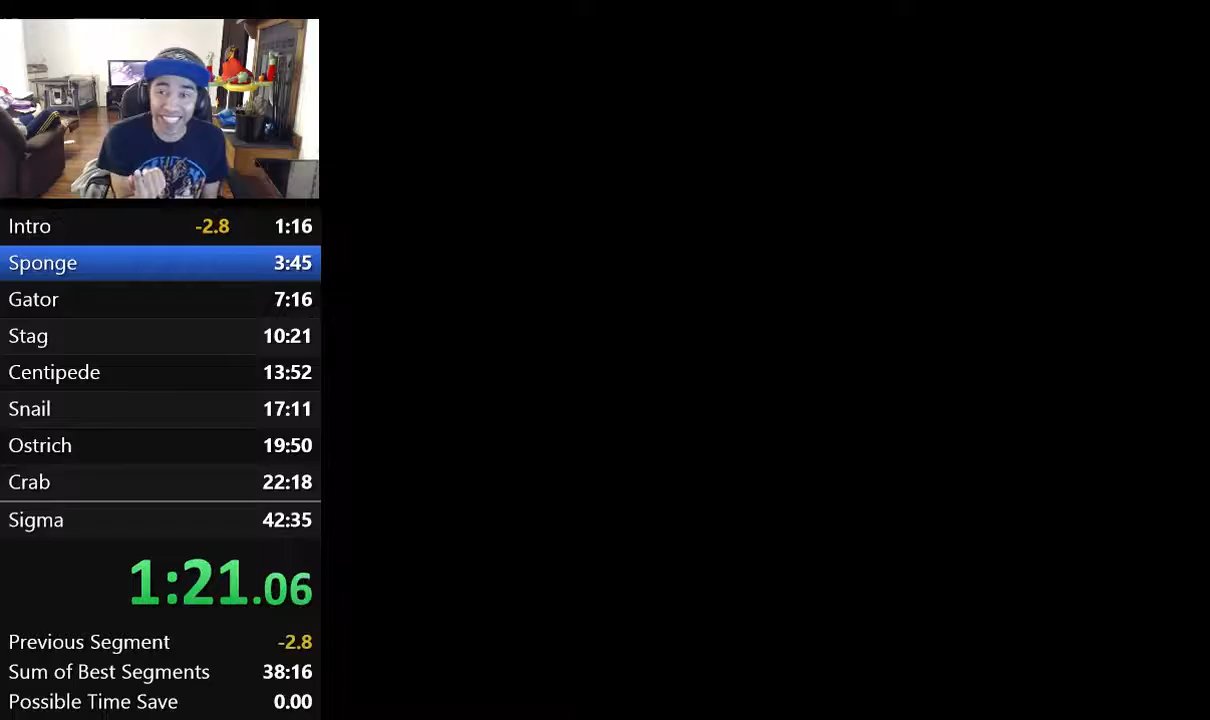 Intro -2.8 1:16
Sponge 3:45
Gator 7:16
Stag 10:21
Centipede 13:52
Snail 17:11
Ostrich 19:50
Crab 22:18
Sigma 42:35
1:21.06
Previous Segment -2.8
Sum of Best Segments 38:16
Possible Time Save 0.00